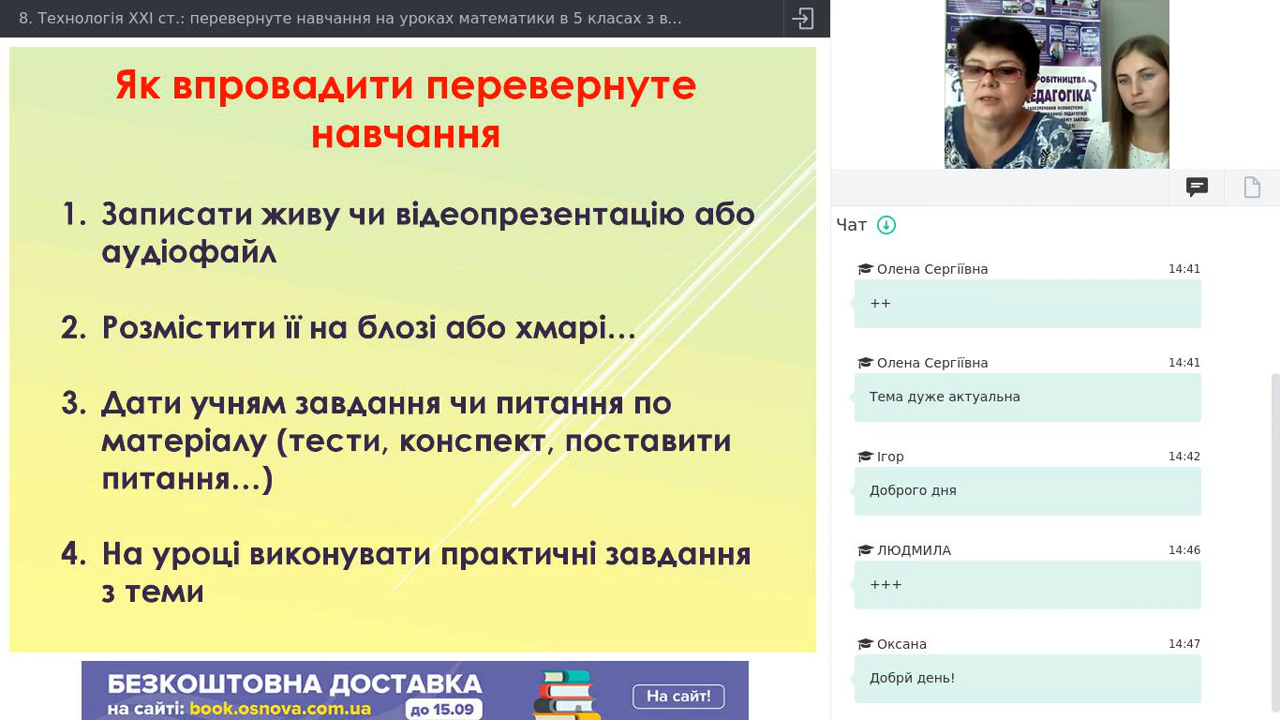 8. Технологія ХХІ ст.: перевернуте навчання на уроках математики в 5 класах з в...
Як впровадити перевернуте
навчання
1. Записати живу чи відеопрезентацію або
аудіофайл
2. Розмістити її на блозі або хмарі...
3. Дати учням завдання чи питання по
матеріалу (тести, конспект, поставити
питання...)
4. На уроці виконувати практичні завдання
з теми
БЕЗКОШТОВНА ДОСТАВКА
на сайті: book.osnova.com.ua
до 15.09
На сайт!
Чат
Олена Сергіївна 14:41
++
Олена Сергіївна 14:41
Тема дуже актуальна
Ігор 14:42
Доброго дня
ЛЮДМИЛА 14:46
+++
Оксана 14:47
Добрй день!